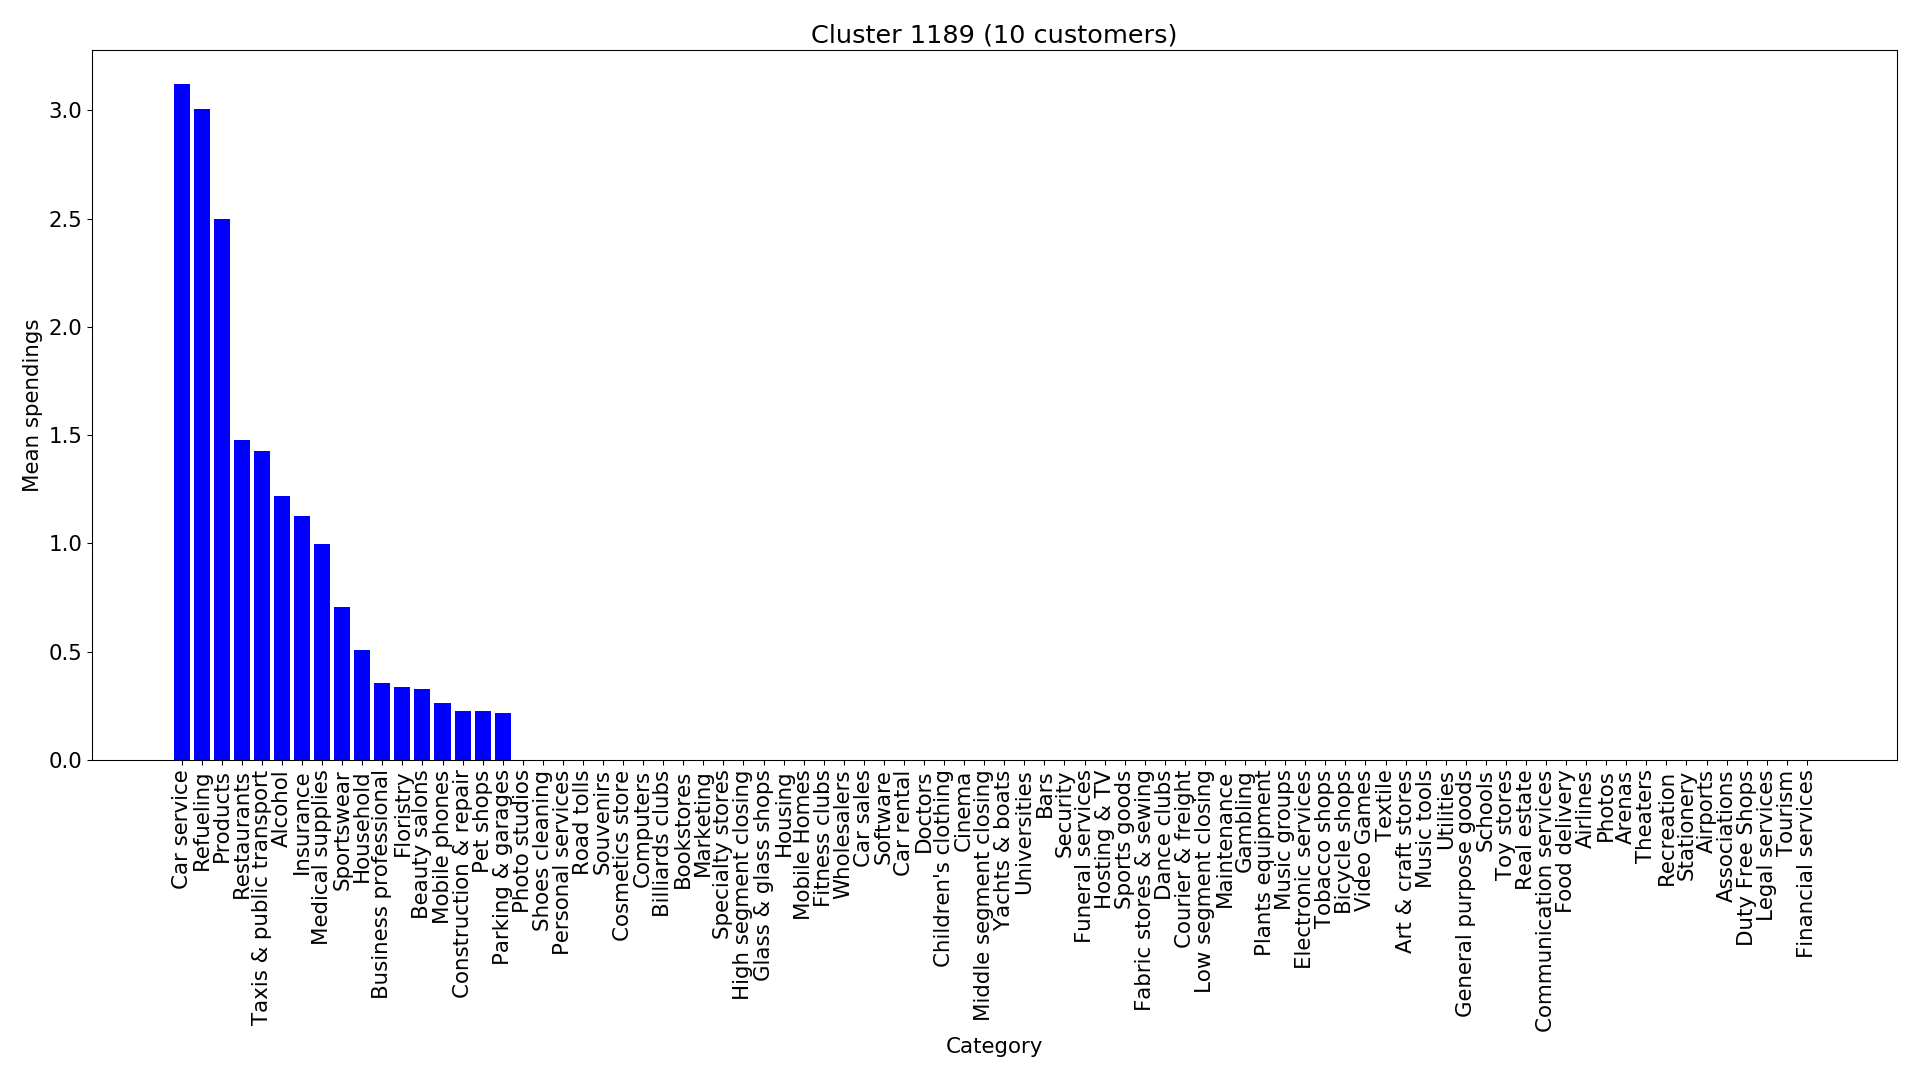 Cluster 1189 (10 customers)
Mean spendings
3.0
2.5
2.0
1.5
1.0
0.5
0.0
Car service
Refueling
Products
Restaurants
Taxis & public transport
Alcohol
Insurance
Medical supplies
Sportswear
Household
Business professional
Floristry
Beauty salons
Mobile phones
Construction & repair
Pet shops
Parking & garages
Photo studios
Shoes cleaning
Personal services
Road tolls
Souvenirs
Cosmetics store
Computers
Billiards clubs
Bookstores
Marketing
Specialty stores
High segment closing
Glass & glass shops
Housing
Mobile Homes
Fitness clubs
Wholesalers
Car sales
Software
Car rental
Doctors
Children's clothing
Cinema
Middle segment closing
Yachts & boats
Universities
Bars
Security
Funeral services
Hosting & TV
Sports goods
Fabric stores & sewing
Dance clubs
Courier & freight
Low segment closing
Maintenance
Gambling
Plants equipment
Music groups
Electronic services
Tobacco shops
Bicycle shops
Video Games
Textile
Art & craft stores
Music tools
Utilities
General purpose goods
Schools
Toy stores
Real estate
Communication services
Food delivery
Airlines
Photos
Arenas
Theaters
Recreation
Stationery
Airports
Associations
Duty Free Shops
Legal services
Tourism
Financial services
Category